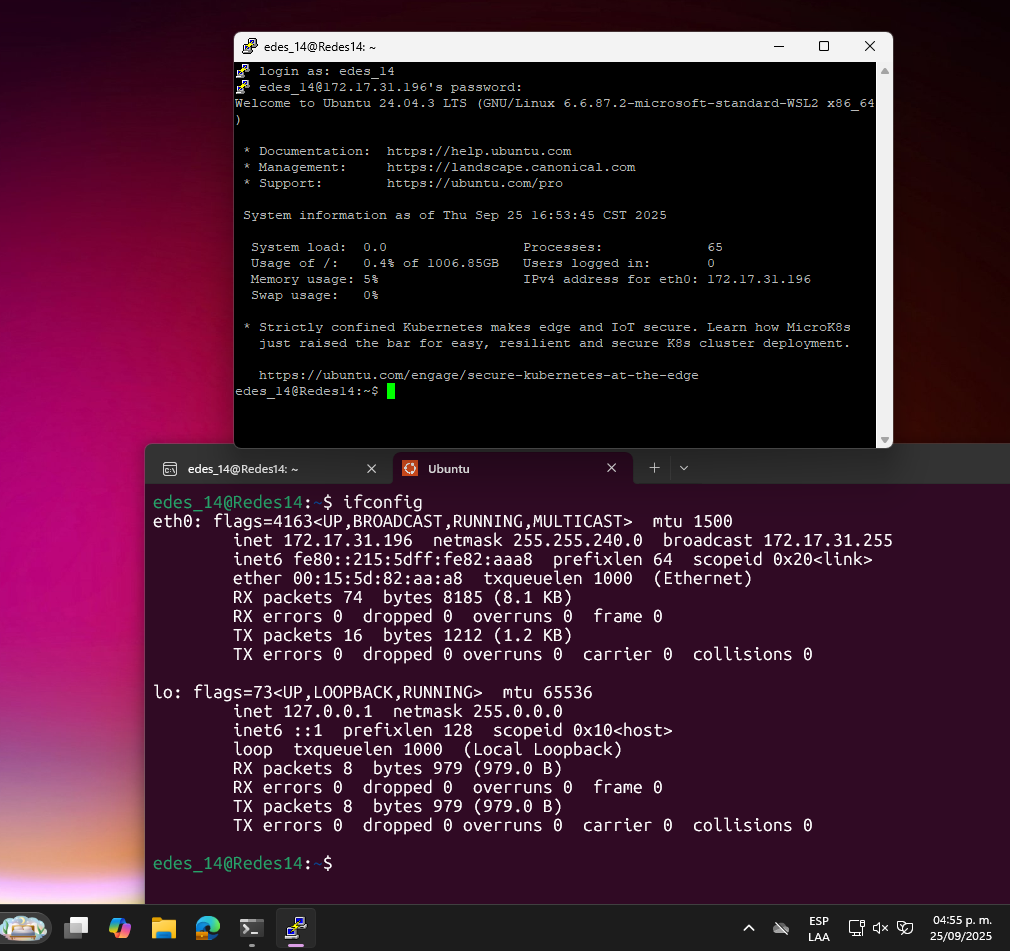 edes_14@Redes14: ~
login as: edes_14
edes_14@172.17.31.196's password:
Welcome to Ubuntu 24.04.3 LTS (GNU/Linux 6.6.87.2-microsoft-standard-WSL2 x86_64
)
* Documentation:  https://help.ubuntu.com
* Management:     https://landscape.canonical.com
* Support:        https://ubuntu.com/pro
System information as of Thu Sep 25 16:53:45 CST 2025
System load:  0.0                 Processes:             65
Usage of /:   0.4% of 1006.85GB   Users logged in:       0
Memory usage: 5%                  IPv4 address for eth0: 172.17.31.196
Swap usage:   0%
* Strictly confined Kubernetes makes edge and IoT secure. Learn how MicroK8s
just raised the bar for easy, resilient and secure K8s cluster deployment.
https://ubuntu.com/engage/secure-kubernetes-at-the-edge
edes_14@Redes14:~$
edes_14@Redes14: ~
Ubuntu
edes_14@Redes14:~$ ifconfig
eth0: flags=4163<UP,BROADCAST,RUNNING,MULTICAST>  mtu 1500
inet 172.17.31.196  netmask 255.255.240.0  broadcast 172.17.31.255
inet6 fe80::215:5dff:fe82:aaa8  prefixlen 64  scopeid 0x20<link>
ether 00:15:5d:82:aa:a8  txqueuelen 1000  (Ethernet)
RX packets 74  bytes 8185 (8.1 KB)
RX errors 0  dropped 0  overruns 0  frame 0
TX packets 16  bytes 1212 (1.2 KB)
TX errors 0  dropped 0 overruns 0  carrier 0  collisions 0
lo: flags=73<UP,LOOPBACK,RUNNING>  mtu 65536
inet 127.0.0.1  netmask 255.0.0.0
inet6 ::1  prefixlen 128  scopeid 0x10<host>
loop  txqueuelen 1000  (Local Loopback)
RX packets 8  bytes 979 (979.0 B)
RX errors 0  dropped 0  overruns 0  frame 0
TX packets 8  bytes 979 (979.0 B)
TX errors 0  dropped 0 overruns 0  carrier 0  collisions 0
edes_14@Redes14:~$
ESP
LAA
04:55 p. m.
25/09/2025